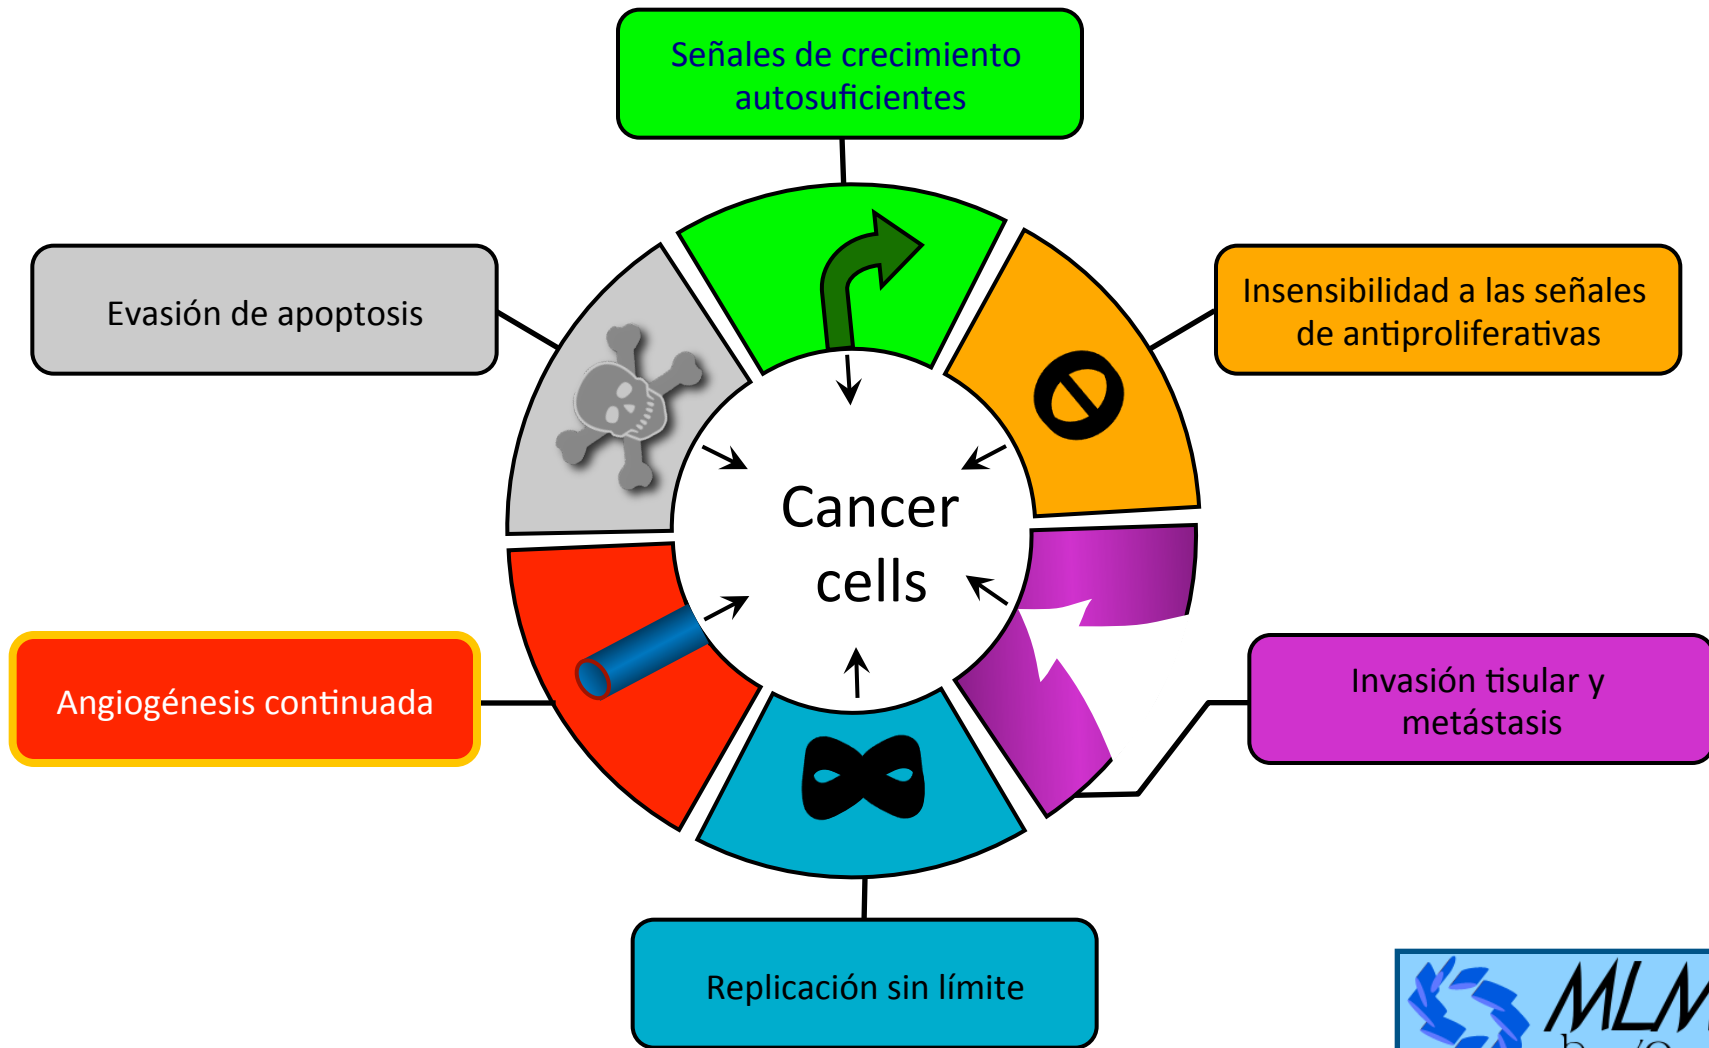 Señales de crecimiento
autosuficientes
Evasión de apoptosis
Insensibilidad a las señales
de antiproliferativas
Cancer
cells
Angiogénesis continuada
Invasión tisular y
metástasis
Replicación sin límite
MLM